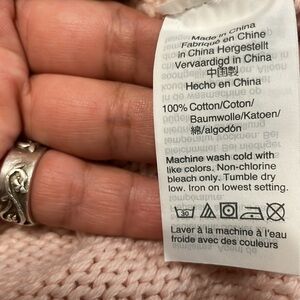 Made in China
Fabriqué en Chine
in China Hergestellt
Vervaardigd in China
中国製
Hecho en China
100% Cotton/Coton/
Baumwolle/Katoen/
綿/algodón
Machine wash cold with
like colors. Non-chlorine
bleach only. Tumble dry
low. Iron on lowest setting.
30
Laver à la machine à l'eau
froide avec des couleurs